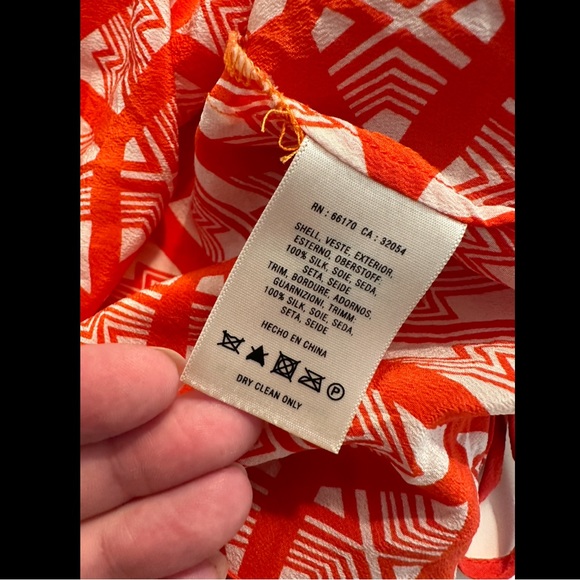 RN : 66170 CA : 32054
SHELL, VESTE, EXTERIOR,
ESTERNO, OBERSTOFF:
100% SILK, SOIE, SEDA,
SETA, SEIDE
TRIM, BORDURE, ADORNOS,
GUARNIZIONI, TRIMM:
100% SILK, SOIE, SEDA,
SETA, SEIDE
HECHO EN CHINA
P
DRY CLEAN ONLY